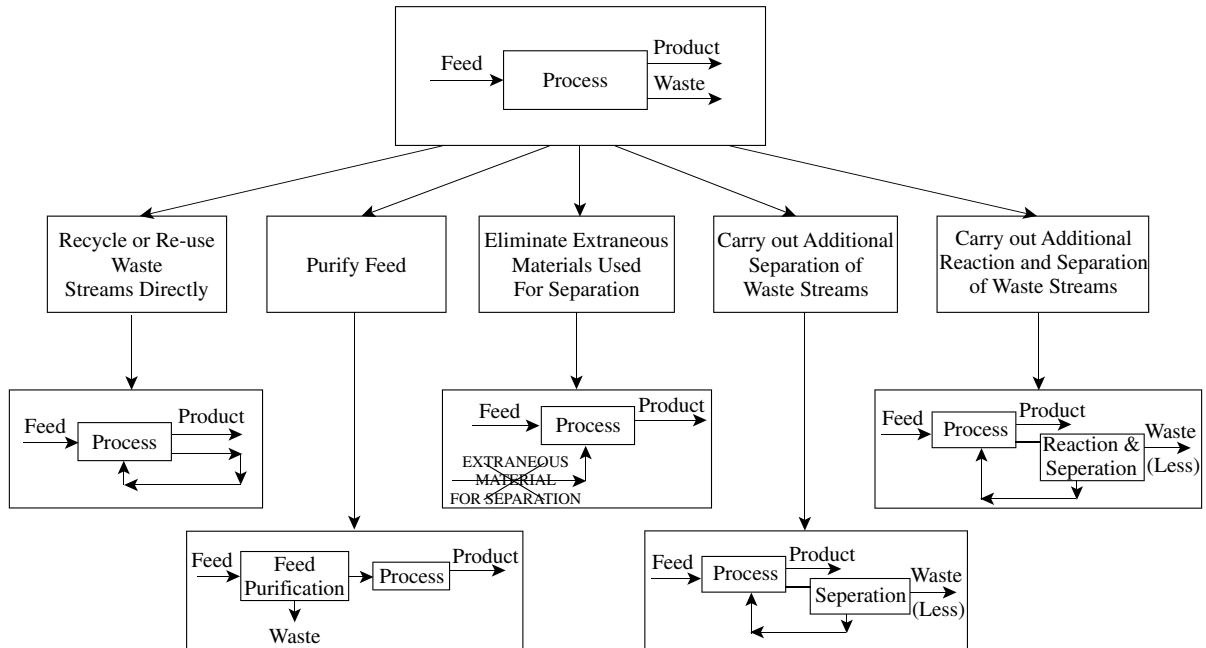 Feed
Process
Product
Waste
Recycle or Re-use
Waste
Streams Directly
Purify Feed
Eliminate Extraneous
Materials Used
For Separation
Carry out Additional
Separation of
Waste Streams
Carry out Additional
Reaction and Separation
of Waste Streams
Feed
Process
Product
Feed
Process
Product
EXTRANEOUS
MATERIAL
FOR SEPARATION
Feed
Process
Product
Reaction &
Seperation
Waste
(Less)
Feed
Feed
Purification
Process
Product
Waste
Feed
Process
Product
Seperation
Waste
(Less)